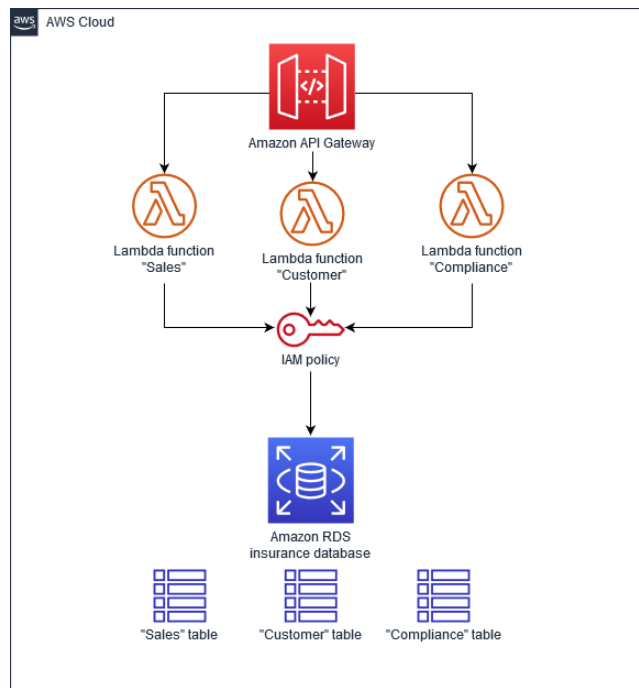 aws
AWS Cloud
</>
Amazon API Gateway
Lambda function
"Sales"
Lambda function
"Customer"
Lambda function
"Compliance"
IAM policy
Amazon RDS
insurance database
"Sales" table
"Customer" table
"Compliance" table